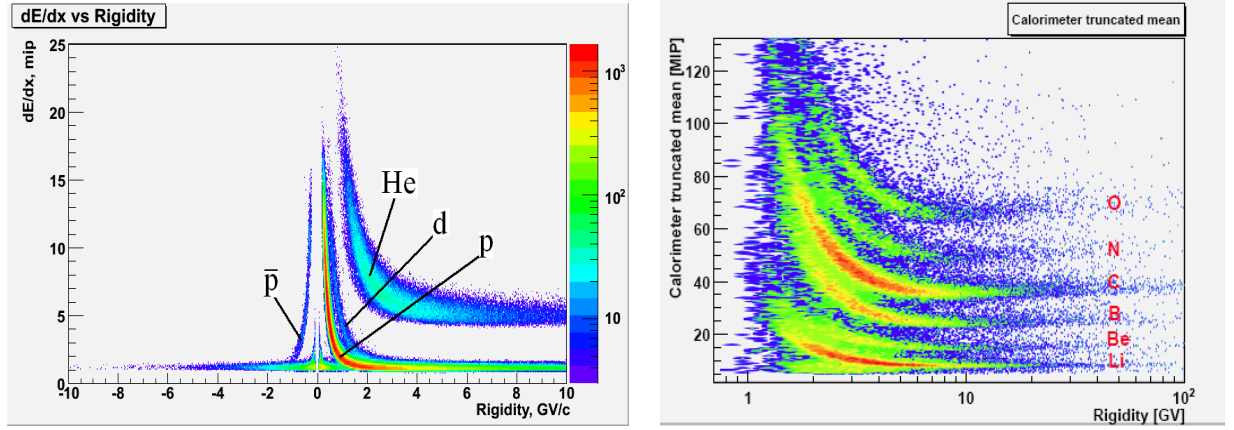 dE/dx vs Rigidity
dE/dx, mip
25
20
15
10
5
0
-10 -8 -6 -4 -2 0 2 4 6 8 10
Rigidity, GV/c
He
d
p
p̅
10³
10²
10
Calorimeter truncated mean
Calorimeter truncated mean [MIP]
120
100
80
60
40
20
1 10 10²
Rigidity [GV]
O
N
C
B
Be
Li